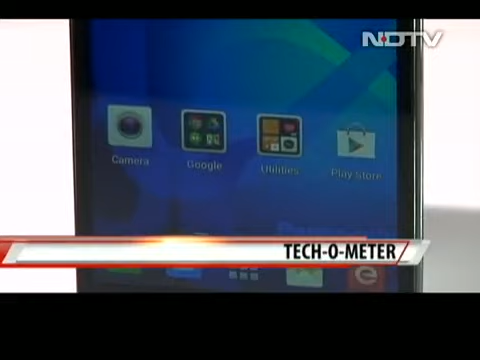 NDTV
Camera
Google
Utilities
Play Store
TECH-O-METER